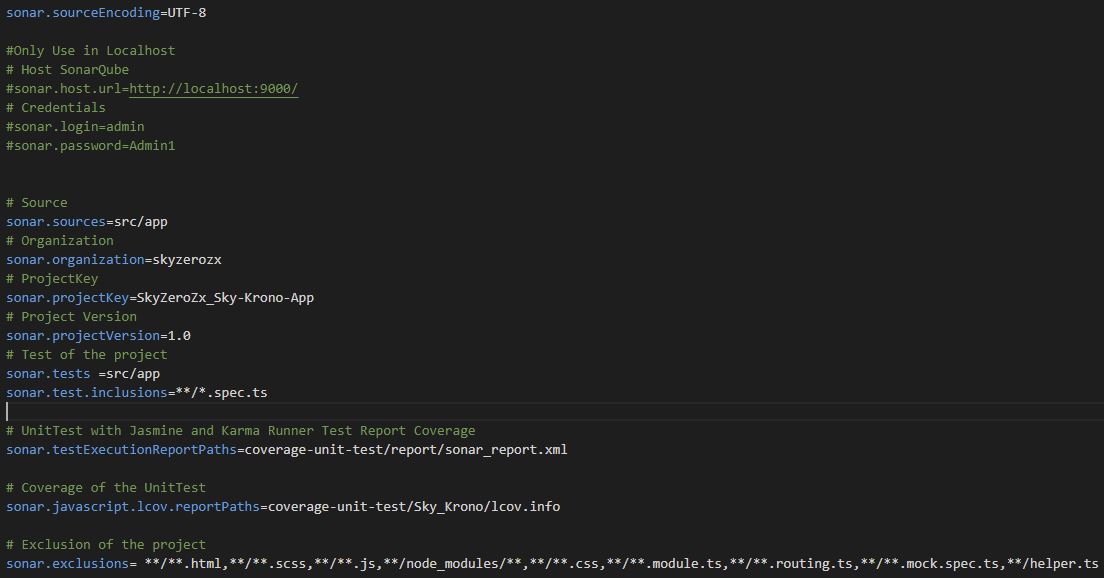 sonar.sourceEncoding=UTF-8
#Only Use in Localhost
# Host SonarQube
#sonar.host.url=http://localhost:9000/
# Credentials
#sonar.login=admin
#sonar.password=Admin1
# Source
sonar.sources=src/app
# Organization
sonar.organization=skyzerozx
# ProjectKey
sonar.projectKey=SkyZeroZx_Sky-Krono-App
# Project Version
sonar.projectVersion=1.0
# Test of the project
sonar.tests =src/app
sonar.test.inclusions=**/*.spec.ts
# UnitTest with Jasmine and Karma Runner Test Report Coverage
sonar.testExecutionReportPaths=coverage-unit-test/report/sonar_report.xml
# Coverage of the UnitTest
sonar.javascript.lcov.reportPaths=coverage-unit-test/Sky_Krono/lcov.info
# Exclusion of the project
sonar.exclusions= **/**.html,**/**.scss,**/**.js,**/node_modules/**,**/**.css,**/**.module.ts,**/**.routing.ts,**/**.mock.spec.ts,**/helper.ts